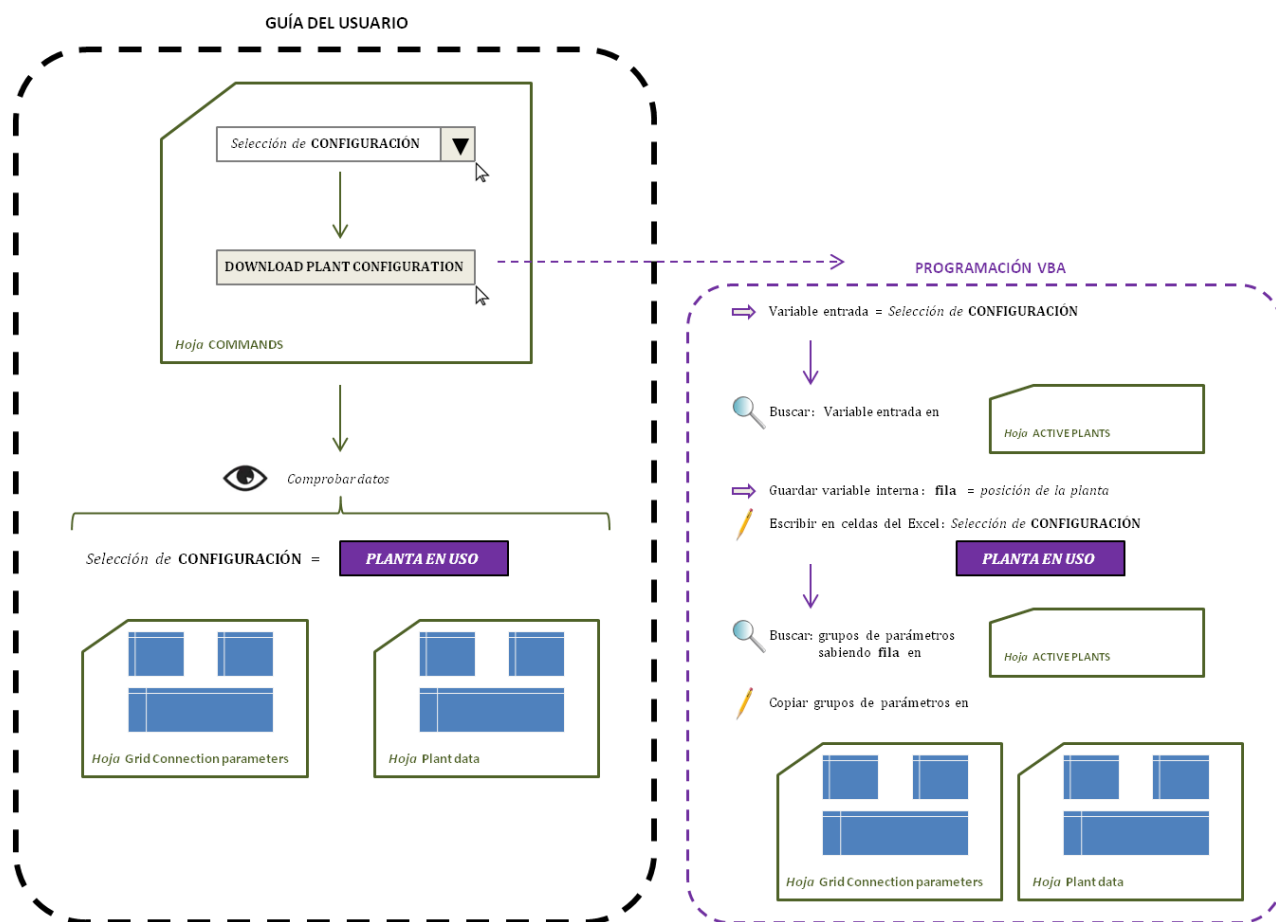 GUÍA DEL USUARIO
Selección de CONFIGURACIÓN
DOWNLOAD PLANT CONFIGURATION
Hoja COMMANDS
Comprobar datos
Selección de CONFIGURACIÓN =
PLANTA EN USO
Hoja Grid Connection parameters
Hoja Plant data
PROGRAMACIÓN VBA
Variable entrada = Selección de CONFIGURACIÓN
Buscar: Variable entrada en
Hoja ACTIVE PLANTS
Guardar variable interna: fila = posición de la planta
Escribir en celdas del Excel: Selección de CONFIGURACIÓN
PLANTA EN USO
Buscar: grupos de parámetros
sabiendo fila en
Hoja ACTIVE PLANTS
Copiar grupos de parámetros en
Hoja Grid Connection parameters
Hoja Plant data